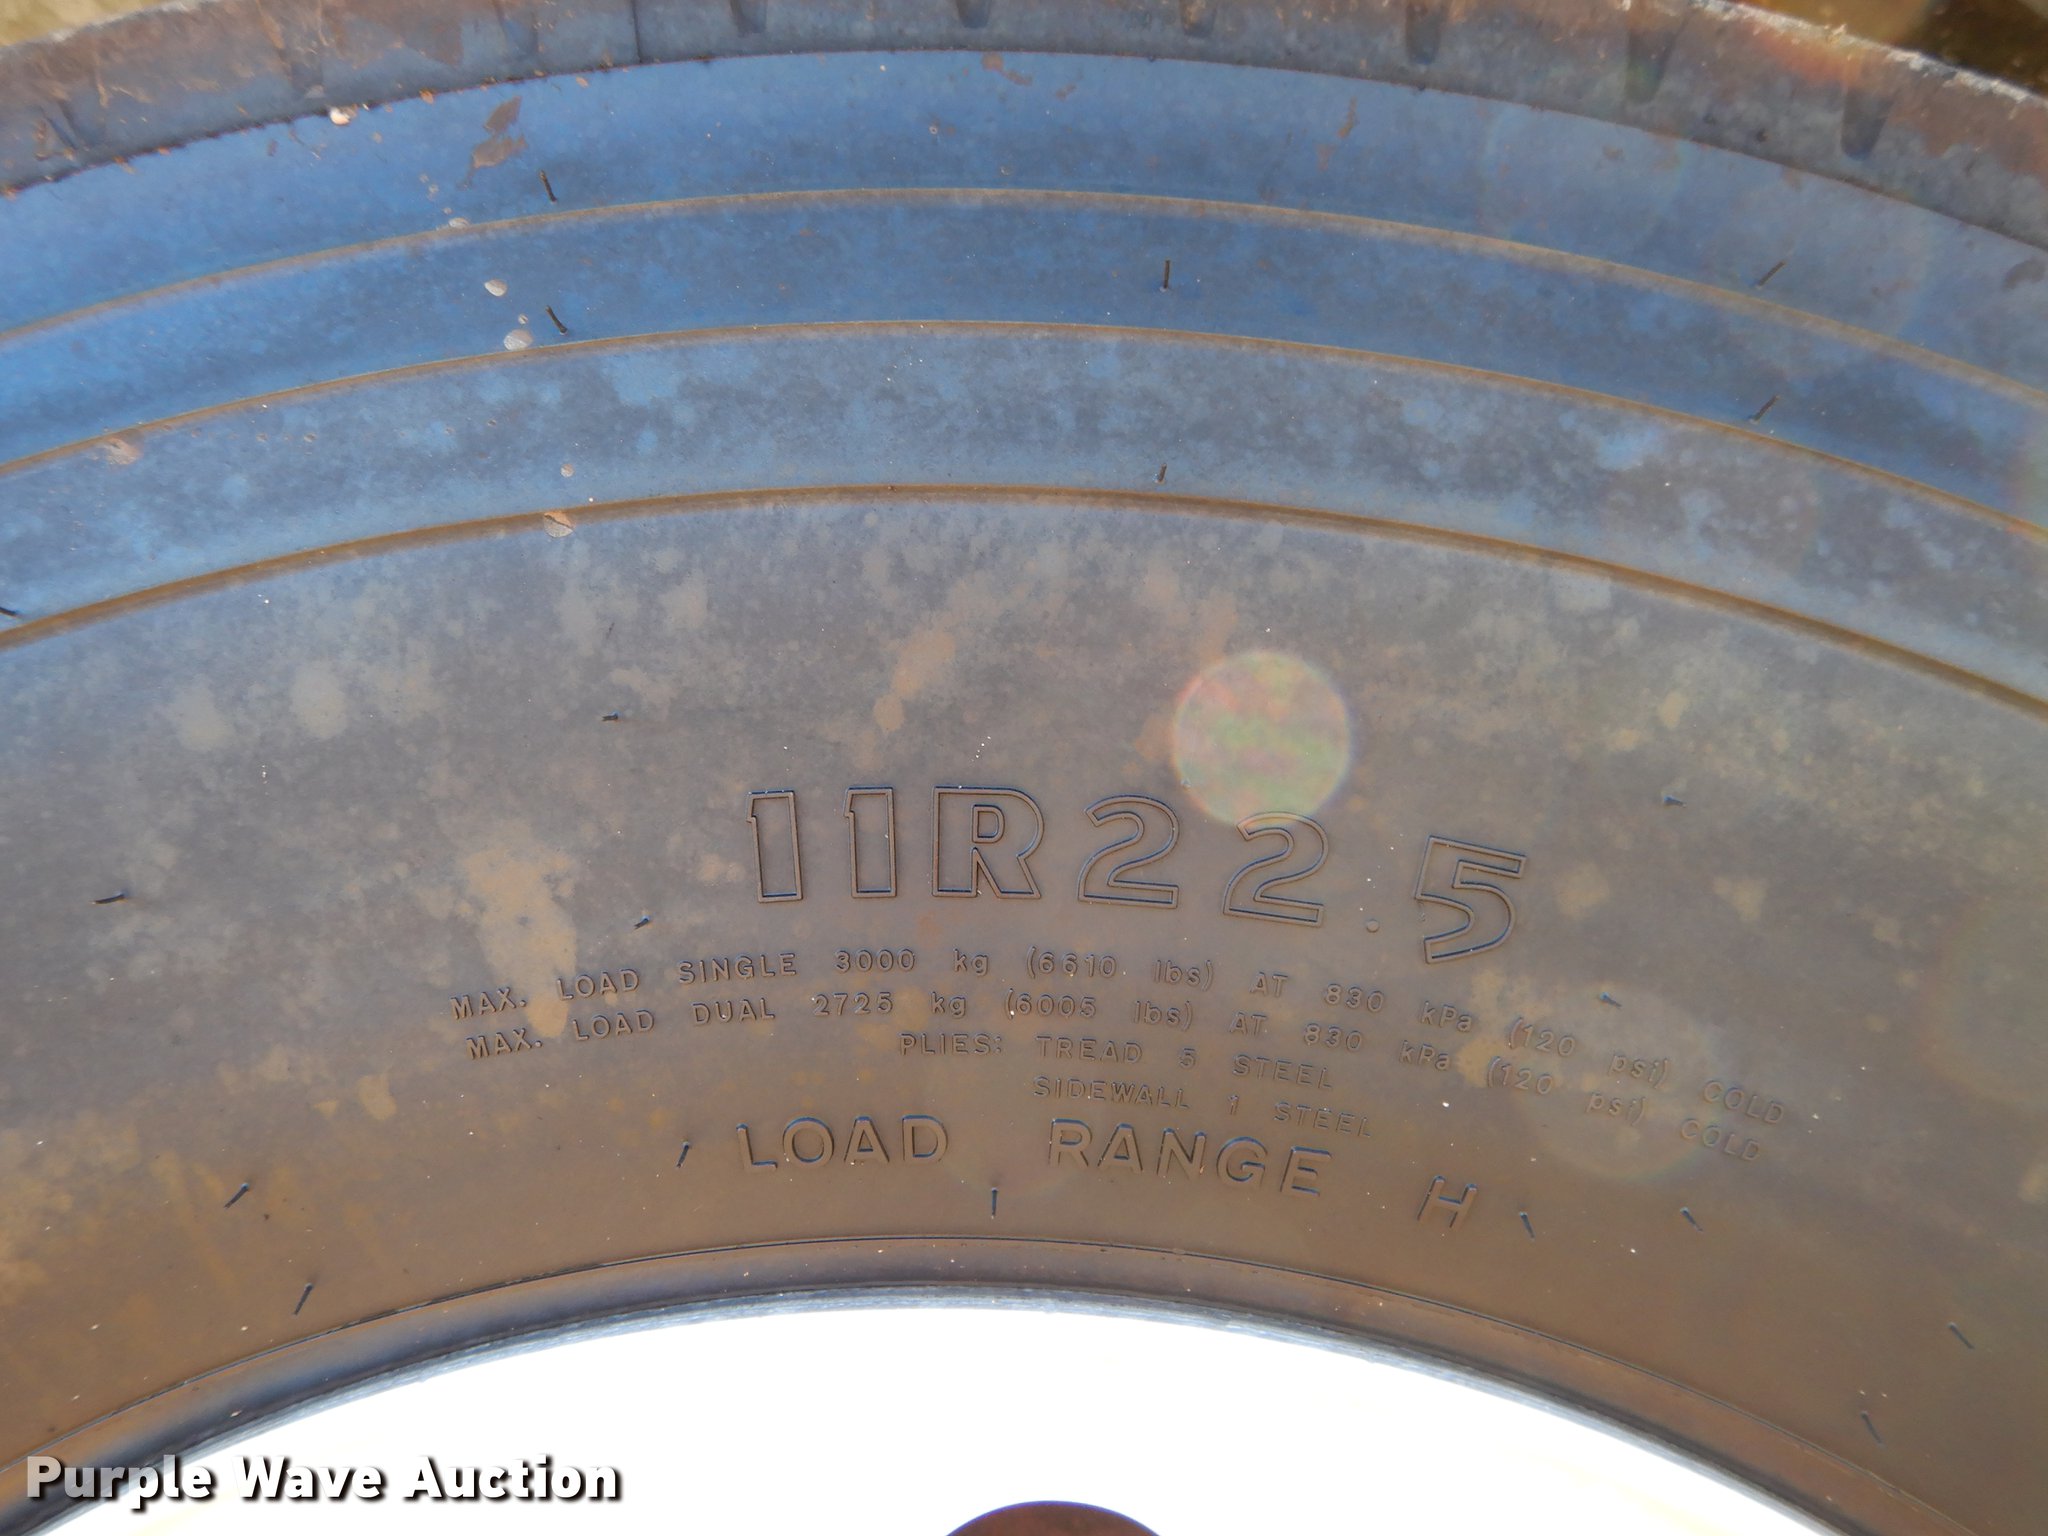 11R22.5
MAX. LOAD SINGLE 3000 kg (6610 lbs) AT 830 kPa (120 psi) COLD
MAX. LOAD DUAL 2725 kg (6005 lbs) AT 830 kPa (120 psi) COLD
PLIES: TREAD 5 STEEL
SIDEWALL 1 STEEL
LOAD RANGE H
Purple Wave Auction